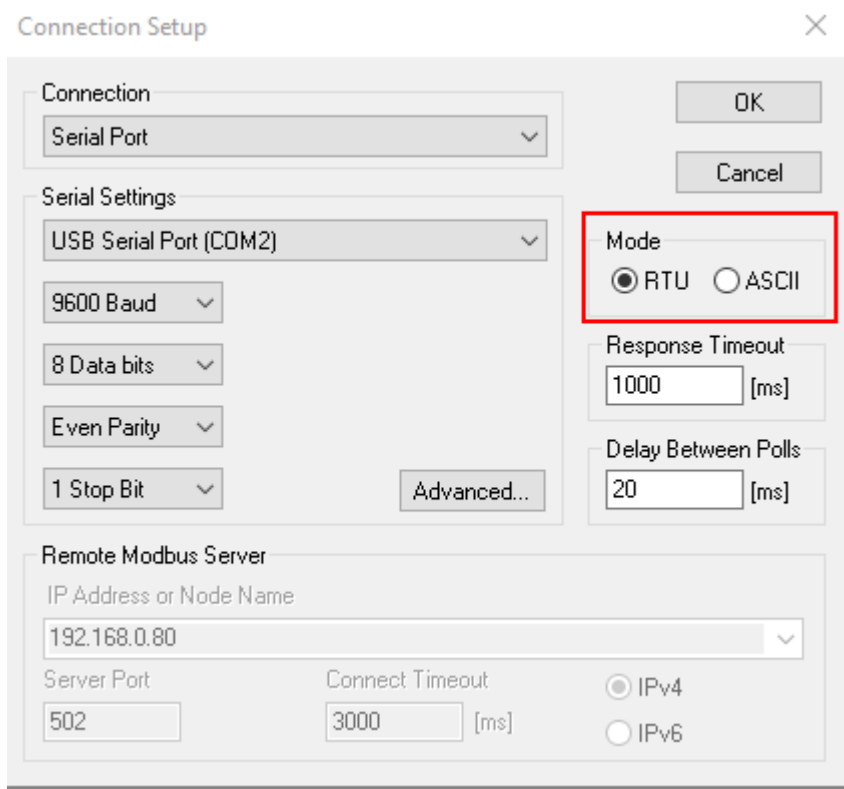 Connection Setup
Connection
Serial Port
OK
Cancel
Serial Settings
USB Serial Port (COM2)
9600 Baud
8 Data bits
Even Parity
1 Stop Bit
Advanced...
Mode
RTU ASCII
Response Timeout
1000 [ms]
Delay Between Polls
20 [ms]
Remote Modbus Server
IP Address or Node Name
192.168.0.80
Server Port
502
Connect Timeout
3000 [ms]
IPv4
IPv6